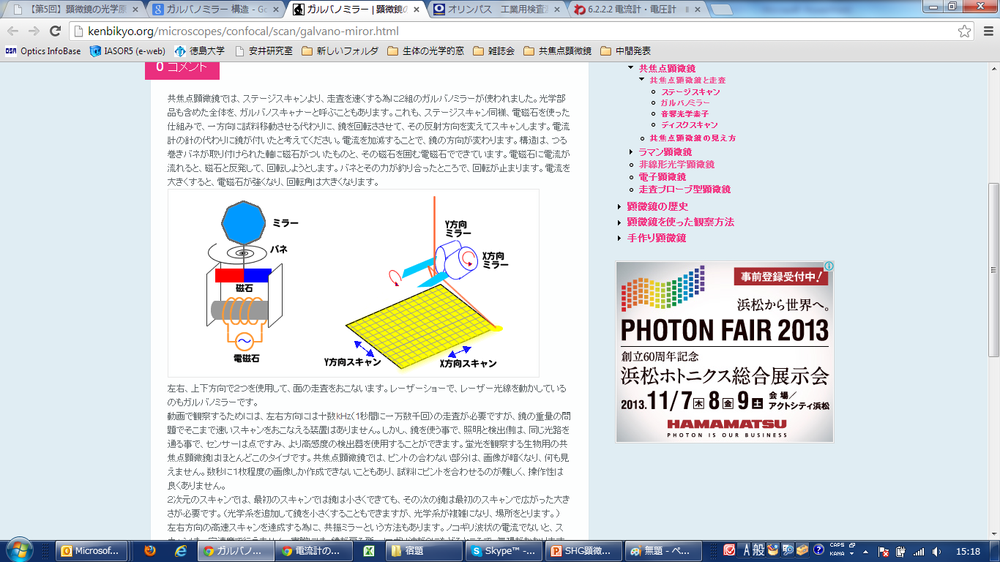 【第5回】顕微鏡の光学原
ガルバノミラー 構造 - Go
ガルバノミラー | 顕微鏡の
オリンパス 工業用検査
6.2.2.2 電流計・電圧計
kenbikyo.org/microscopes/confocal/scan/galvano-miror.html
Optics InfoBase
IASOR5 (e-web)
徳島大学
安井研究室
新しいフォルダ
生体の光学的窓
雑誌会
共焦点顕微鏡
中間発表
0 コメント
共焦点顕微鏡では、ステージスキャンより、走査を速くする為に2組のガルバノミラーが使われました。光学部
品も含めた全体を、ガルバノスキャナーと呼ぶこともあります。これも、ステージスキャン同様、電磁石を使った
仕組みで、一方向に試料移動させる代わりに、鏡を回転させさせて、その反射方向を変えてスキャンします。電流
計の針の代わりに鏡が付いたと考えてください。電流を加減することで、鏡の方向が変わります。構造は、つる
巻きバネが取り付けられた軸に磁石がついたものと、その磁石を囲む電磁石でできています。電磁石に電流が
流れると、磁石と反発して、回転しようとします。バネとその力が釣り合ったところで、回転が止まります。電流を
大きくすると、電磁石が強くなり、回転角は大きくなります。
ミラー
バネ
磁石
電磁石
Y方向
ミラー
X方向
ミラー
Y方向スキャン
X方向スキャン
左右、上下方向で2つを使用して、面の走査をおこないます。レーザーショーで、レーザー光線を動かしている
のもガルバノミラーです。
動画で観察するためには、左右方向には十数kHz(1秒間に一万数千回)の走査が必要ですが、鏡の重量の問
題でそこまで速いスキャンをおこなえる装置はありません。しかし、鏡を使う事で、照明と検出側は、同じ光路を
通る事で、センサーは点ですみ、より高感度の検出器を使用することができます。蛍光を観察する生物用の共
焦点顕微鏡はほとんどこのタイプです。共焦点顕微鏡では、ピントの合わない部分は、画像が暗くなり、何も見
えません。数秒に1枚程度の画像しか作成できないこともあり、試料にピントを合わせるのが難しく、操作性は
良くありません。
2次元のスキャンでは、最初のスキャンでは鏡は小さくできても、その次の鏡は最初のスキャンで広がった大き
さが必要です。(光学系を追加して鏡を小さくすることもできますが、光学系が複雑になり、場所をとります。)
左右方向の高速スキャンを達成する為に、共振ミラーという方法もあります。ノコギリ波状の電流でないと、ス
共焦点顕微鏡
共焦点顕微鏡と走査
ステージスキャン
ガルバノミラー
音響光学素子
ディスクスキャン
共焦点顕微鏡の見え方
ラマン顕微鏡
非線形光学顕微鏡
電子顕微鏡
走査プローブ型顕微鏡
顕微鏡の歴史
顕微鏡を使った観察方法
手作り顕微鏡
事前登録受付中!
浜松から世界へ。
PHOTON FAIR 2013
創立60周年記念
浜松ホトニクス総合展示会
2013.11/7木8金9土 会場/アクトシティ浜松
HAMAMATSU
PHOTON IS OUR BUSINESS
Microsof...
ガルバノ...
電流計の...
宿題
Skype™ -...
SHG顕微...
無題 - ペ...
A 般
CAPS
KANA
15:18